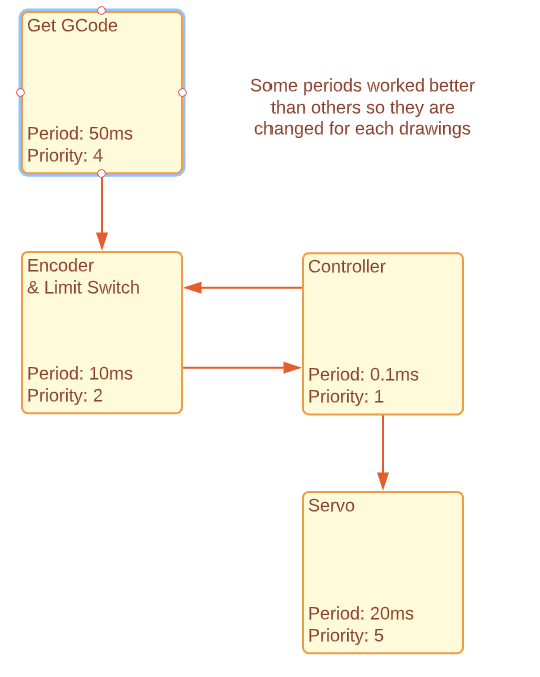 Get GCode
Period: 50ms
Priority: 4
Some periods worked better
than others so they are
changed for each drawings
Encoder
& Limit Switch
Period: 10ms
Priority: 2
Controller
Period: 0.1ms
Priority: 1
Servo
Period: 20ms
Priority: 5